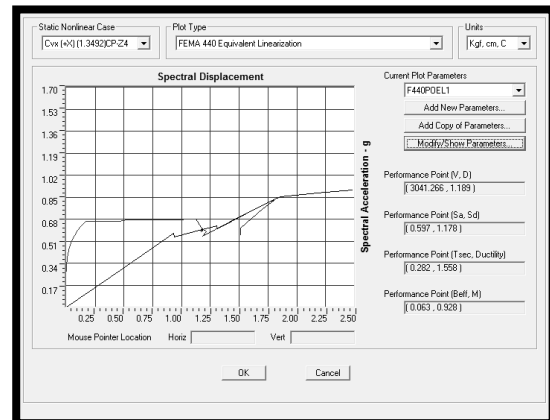 Static Nonlinear Case
Cvx (+X) (1.3492)CP-Z4
Plot Type
FEMA 440 Equivalent Linearization
Units
Kgf, cm, C
Spectral Displacement
1.70
1.53
1.36
1.19
1.02
0.85
0.68
0.51
0.34
0.17
0.25 0.50 0.75 1.00 1.25 1.50 1.75 2.00 2.25 2.50
Spectral Acceleration - g
Mouse Pointer Location Horiz Vert
Current Plot Parameters
F440POEL1
Add New Parameters...
Add Copy of Parameters...
Modify/Show Parameters...
Performance Point (V, D)
( 3041.266 , 1.189 )
Performance Point (Sa, Sd)
( 0.597 , 1.178 )
Performance Point (Tsec, Ductility)
( 0.282 , 1.558 )
Performance Point (Beff, M)
( 0.063 , 0.928 )
OK Cancel